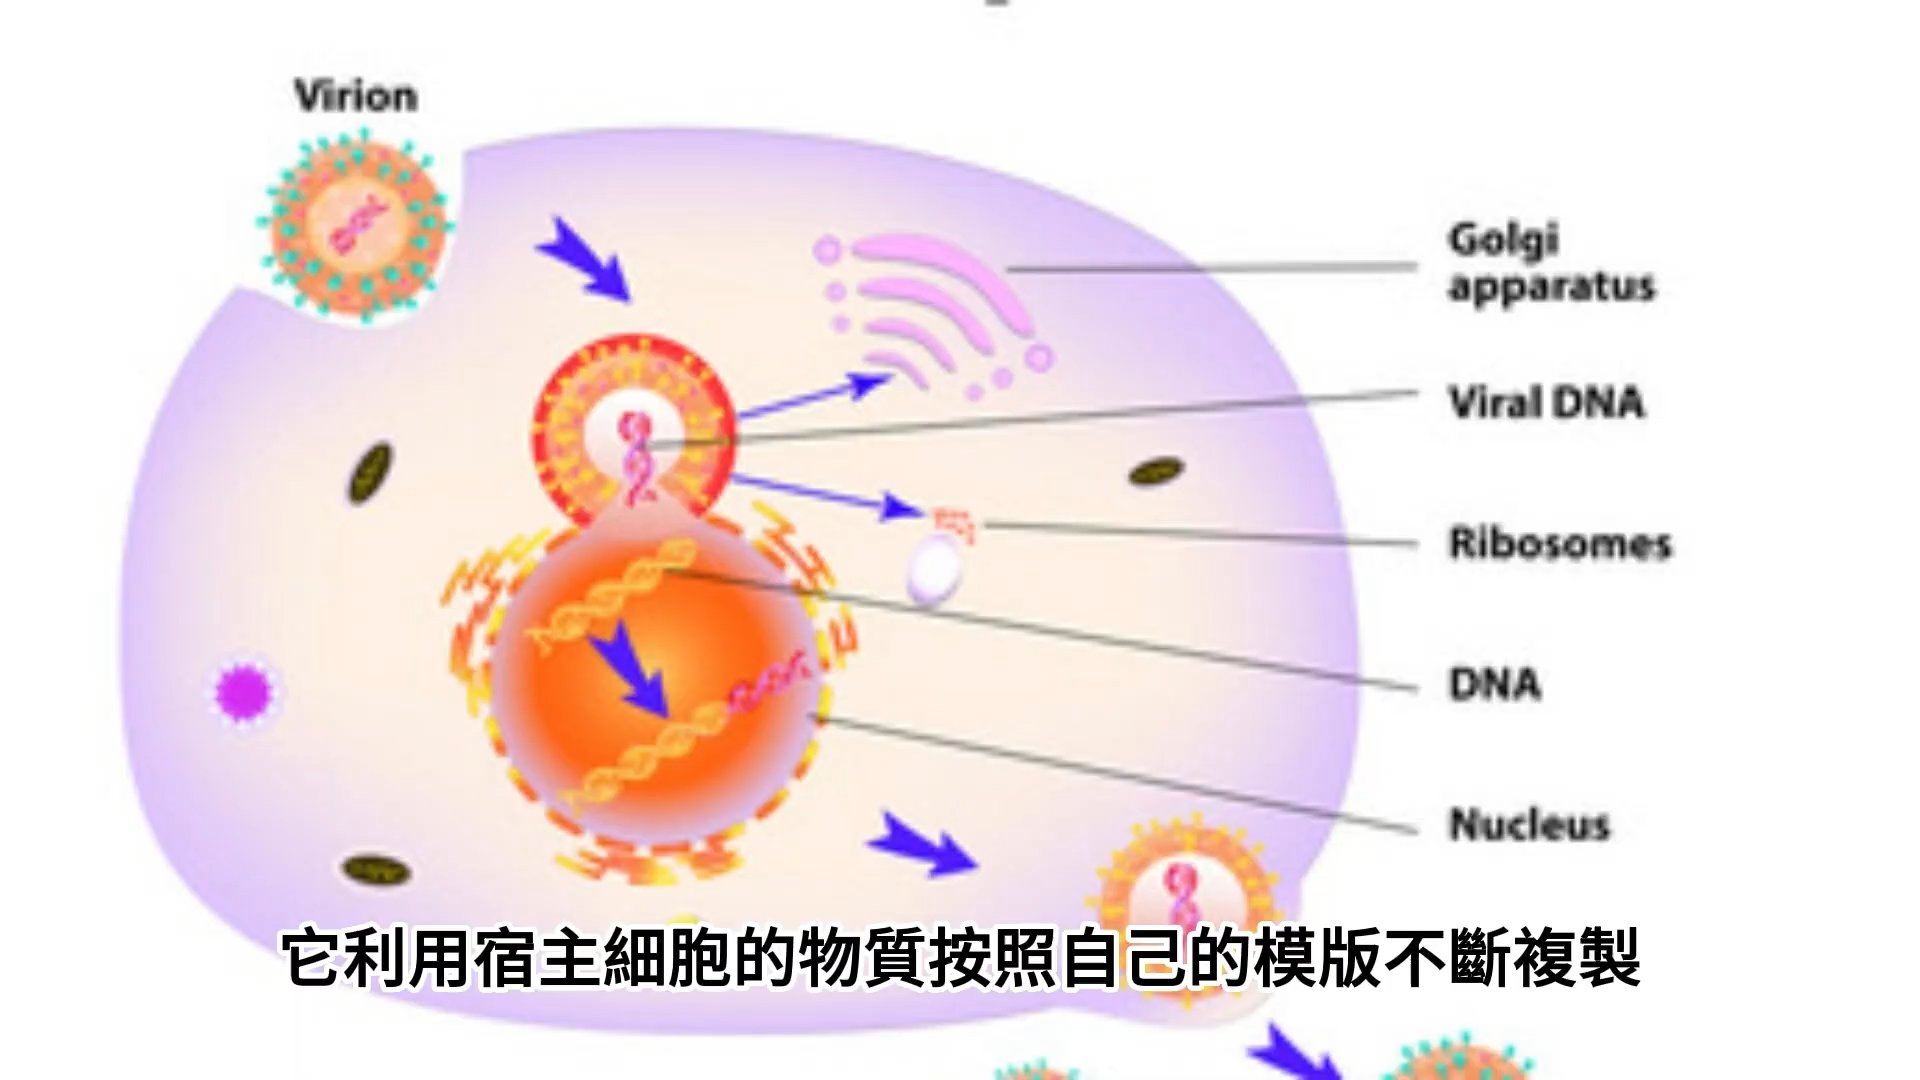 Virion
Golgi
apparatus
Viral DNA
Ribosomes
DNA
Nucleus
它利用宿主細胞的物質按照自己的模版不斷複製